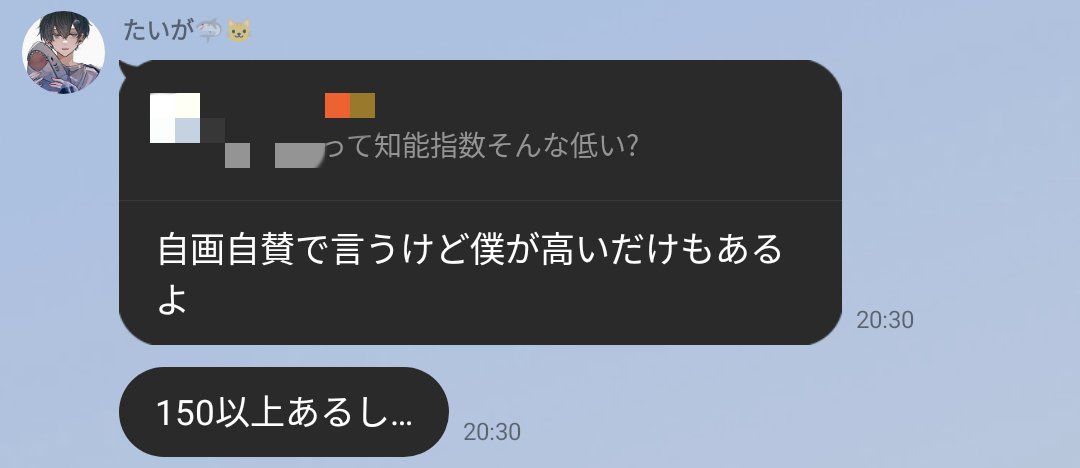 たいが🦈🐱
って知能指数そんな低い?
自画自賛で言うけど僕が高いだけもある
よ
20:30
150以上あるし…
20:30